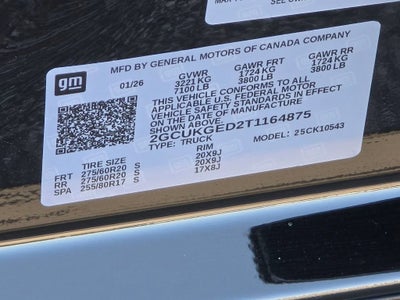 MFD BY GENERAL MOTORS OF CANADA COMPANY
gm
01/26 GVWR GAWR FRT GAWR RR
3221 KG 1724 KG 1724 KG
7100 LB 3800 LB 3800 LB
THIS VEHICLE CONFORMS TO ALL
APPLICABLE U.S. FEDERAL MOTOR
VEHICLE SAFETY STANDARDS IN EFFECT
ON THE DATE OF MANUFACTURE
SHOWN ABOVE.
2GCUKGED2T1164875
TYPE: TRUCK MODEL: 25CK10543
TIRE SIZE RIM
FRT 275/60R20 S 20X9J
RR 275/60R20 S 20X9J
SPA 255/80R17 S 17X8J